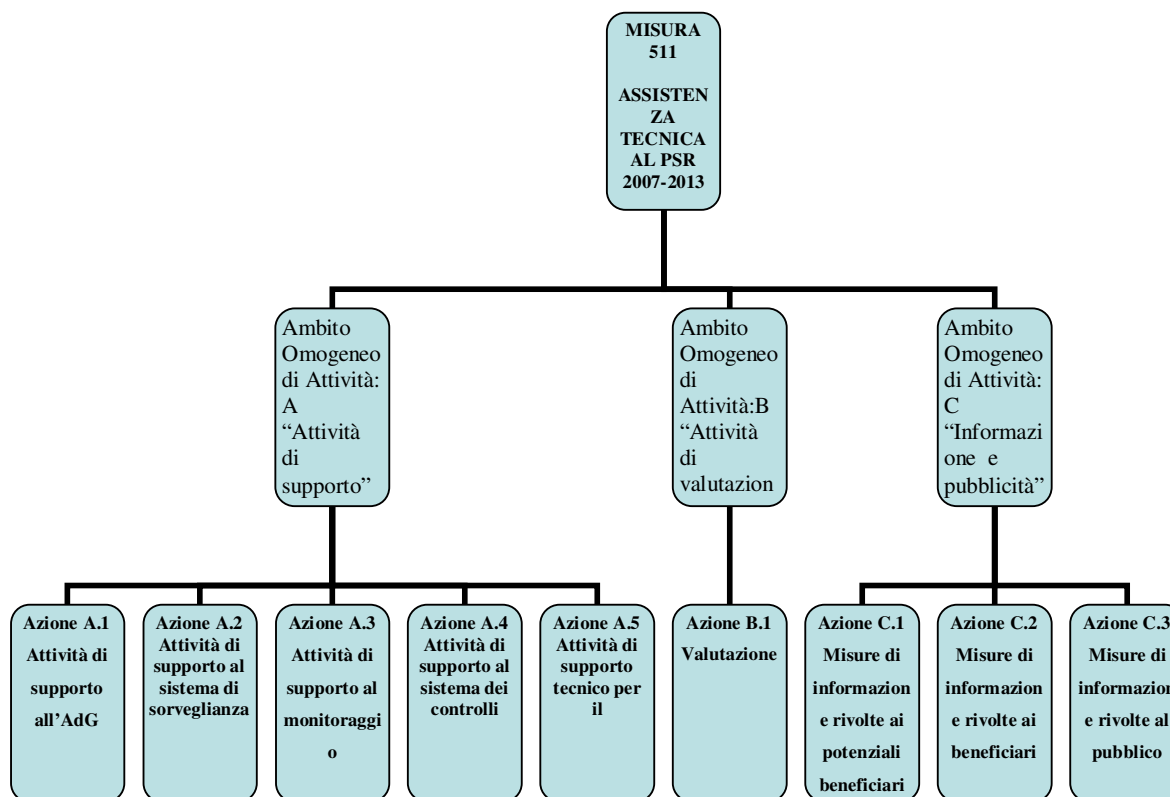 MISURA
511
ASSISTEN
ZA
TECNICA
AL PSR
2007-2013
Ambito
Omogeneo
di Attività:
A
“Attività
di
supporto”
Ambito
Omogeneo
di
Attività:B
“Attività
di
valutazion
Ambito
Omogeneo
di Attività:
C
“Informazi
one e
pubblicità”
Azione A.1
Attività di
supporto
all’AdG
Azione A.2
Attività di
supporto al
sistema di
sorveglianza
Azione A.3
Attività di
supporto al
monitoraggi
o
Azione A.4
Attività di
supporto al
sistema dei
controlli
Azione A.5
Attività di
supporto
tecnico per
il
Azione B.1
Valutazione
Azione C.1
Misure di
informazion
e rivolte ai
potenziali
beneficiari
Azione C.2
Misure di
informazion
e rivolte ai
beneficiari
Azione C.3
Misure di
informazion
e rivolte al
pubblico